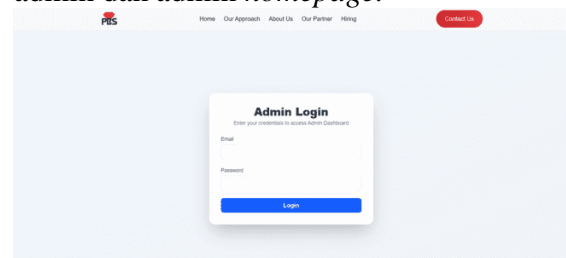 admin dan admin homepage.
PBS Home Our Approach About Us Our Partner Hiring Contact Us
Admin Login
Enter your credentials to access Admin Dashboard
Email
Password
Login